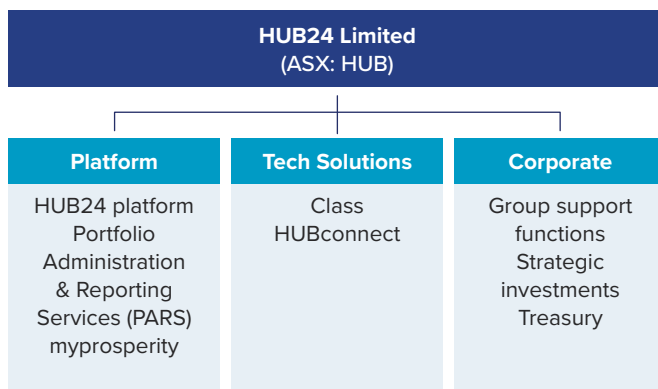 HUB24 Limited
(ASX: HUB)
Platform
HUB24 platform
Portfolio
Administration
& Reporting
Services (PARS)
myprosperity
Tech Solutions
Class
HUBconnect
Corporate
Group support
functions
Strategic
investments
Treasury